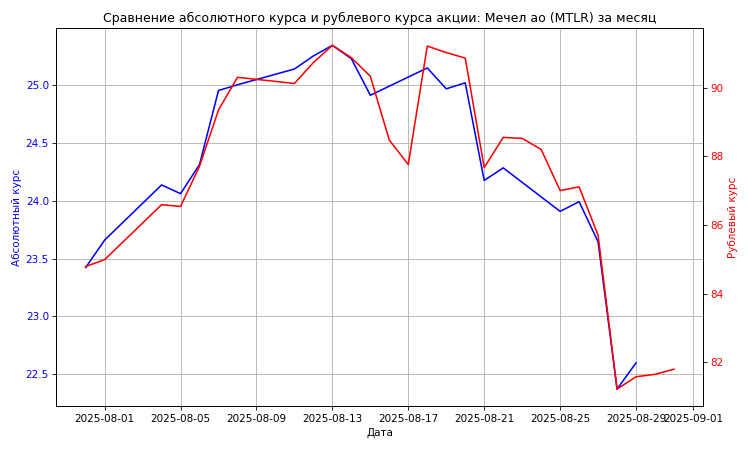 Сравнение абсолютного курса и рублевого курса акции: Мечел ао (MTLR) за месяц
25.0
24.5
24.0
23.5
23.0
22.5
Абсолютный курс
90
88
86
84
82
Рублевый курс
2025-08-01 2025-08-05 2025-08-09 2025-08-13 2025-08-17 2025-08-21 2025-08-25 2025-08-29 2025-09-01
Дата